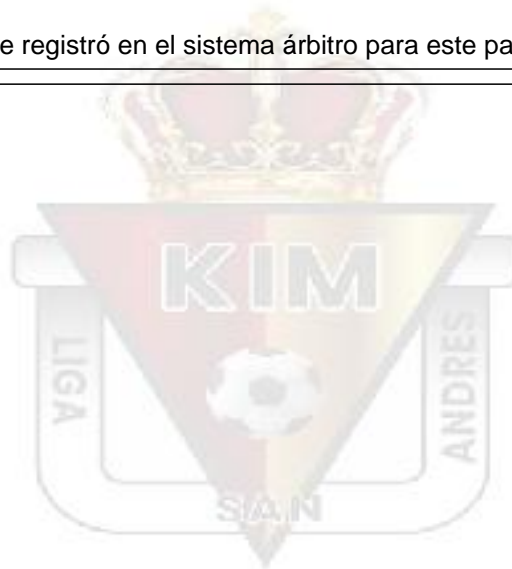 e registró en el sistema árbitro para este pa
KIM
LIGA
ANDRES
SAN